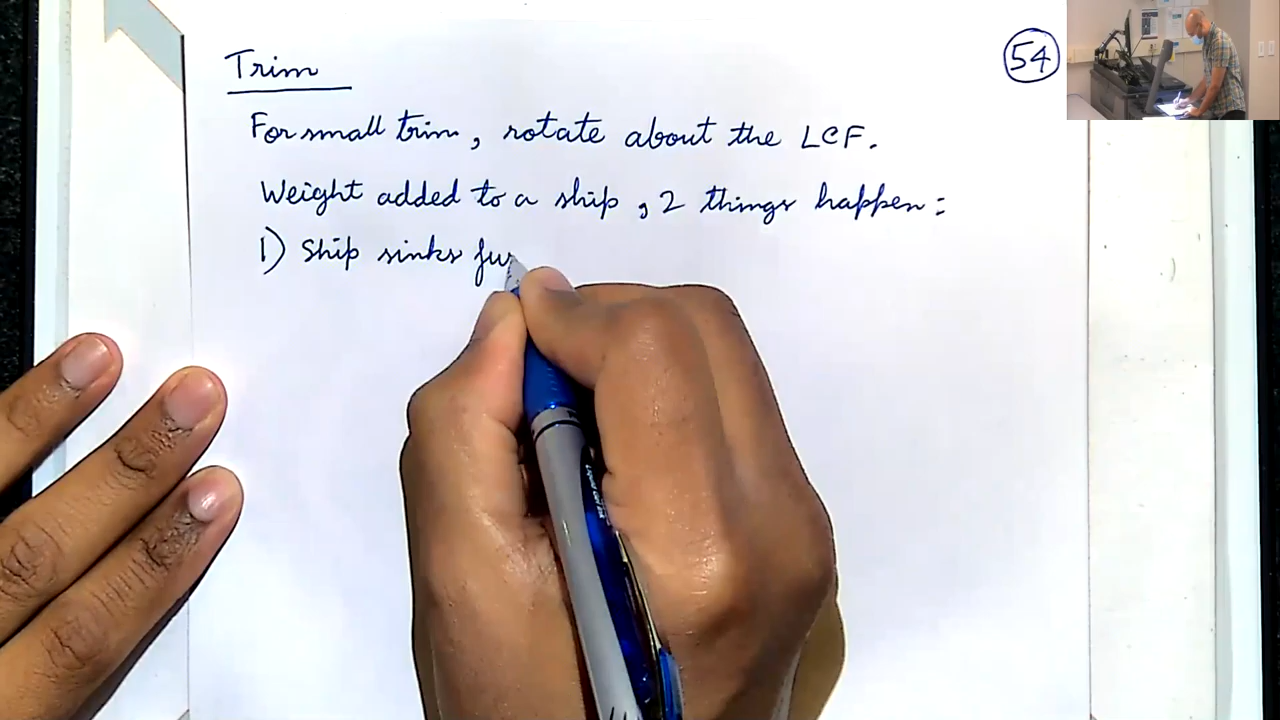 Trim
54
For small trim, rotate about the LCF.
Weight added to a ship, 2 things happen:
1) Ship sinks fur